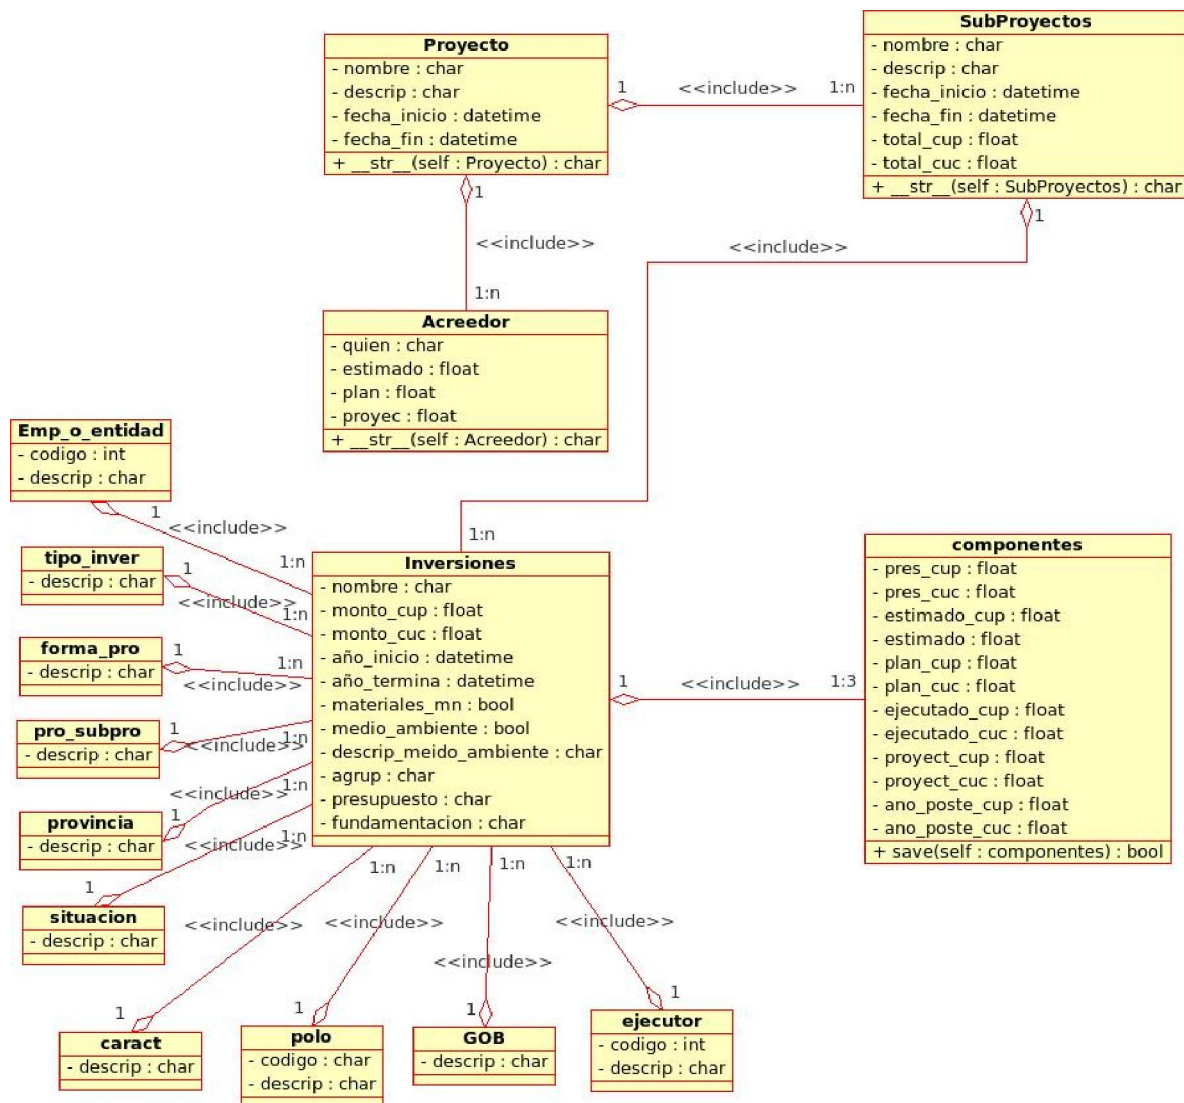 Proyecto
- nombre : char
- descrip : char
- fecha_inicio : datetime
- fecha_fin : datetime
+ __str__(self : Proyecto) : char
1
<<include>>
1:n
SubProyectos
- nombre : char
- descrip : char
- fecha_inicio : datetime
- fecha_fin : datetime
- total_cup : float
- total_cuc : float
+ __str__(self : SubProyectos) : char
1
<<include>>
1:n
1
<<include>>
1:n
Acreedor
- quien : char
- estimado : float
- plan : float
- proyec : float
+ __str__(self : Acreedor) : char
Emp_o_entidad
- codigo : int
- descrip : char
1
<<include>>
1:n
tipo_inver
- descrip : char
1
<<include>>
1:n
forma_pro
- descrip : char
1
<<include>>
1:n
pro_subpro
- descrip : char
1
<<include>>
1:n
provincia
- descrip : char
1
<<include>>
1:n
situacion
- descrip : char
1
<<include>>
1:n
Inversiones
- nombre : char
- monto_cup : float
- monto_cuc : float
- año_inicio : datetime
- año_termina : datetime
- materiales_mn : bool
- medio_ambiente : bool
- descrip_meido_ambiente : char
- agrup : char
- presupuesto : char
- fundamentacion : char
1
<<include>>
1:3
componentes
- pres_cup : float
- pres_cuc : float
- estimado_cup : float
- estimado : float
- plan_cup : float
- plan_cuc : float
- ejecutado_cup : float
- ejecutado_cuc : float
- proyect_cup : float
- proyect_cuc : float
- ano_poste_cup : float
- ano_poste_cuc : float
+ save(self : componentes) : bool
1:n
<<include>>
1
caract
- descrip : char
1:n
<<include>>
1
polo
- codigo : char
- descrip : char
1:n
<<include>>
1
GOB
- descrip : char
1:n
<<include>>
1
ejecutor
- codigo : int
- descrip : char